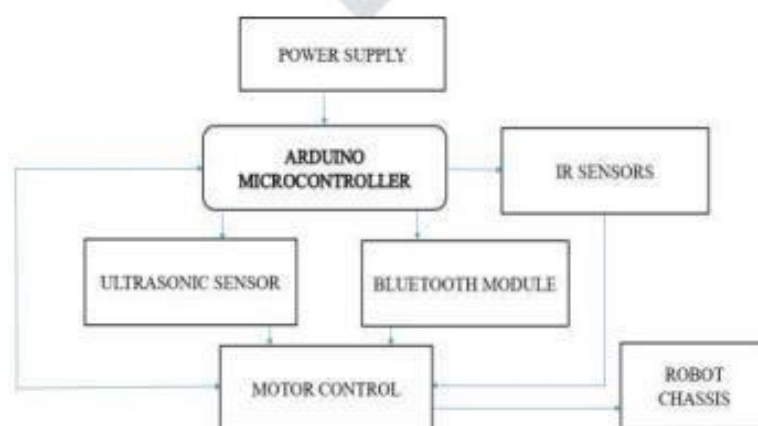 POWER SUPPLY
ARDUINO
MICROCONTROLLER
IR SENSORS
ULTRASONIC SENSOR
BLUETOOTH MODULE
MOTOR CONTROL
ROBOT
CHASSIS